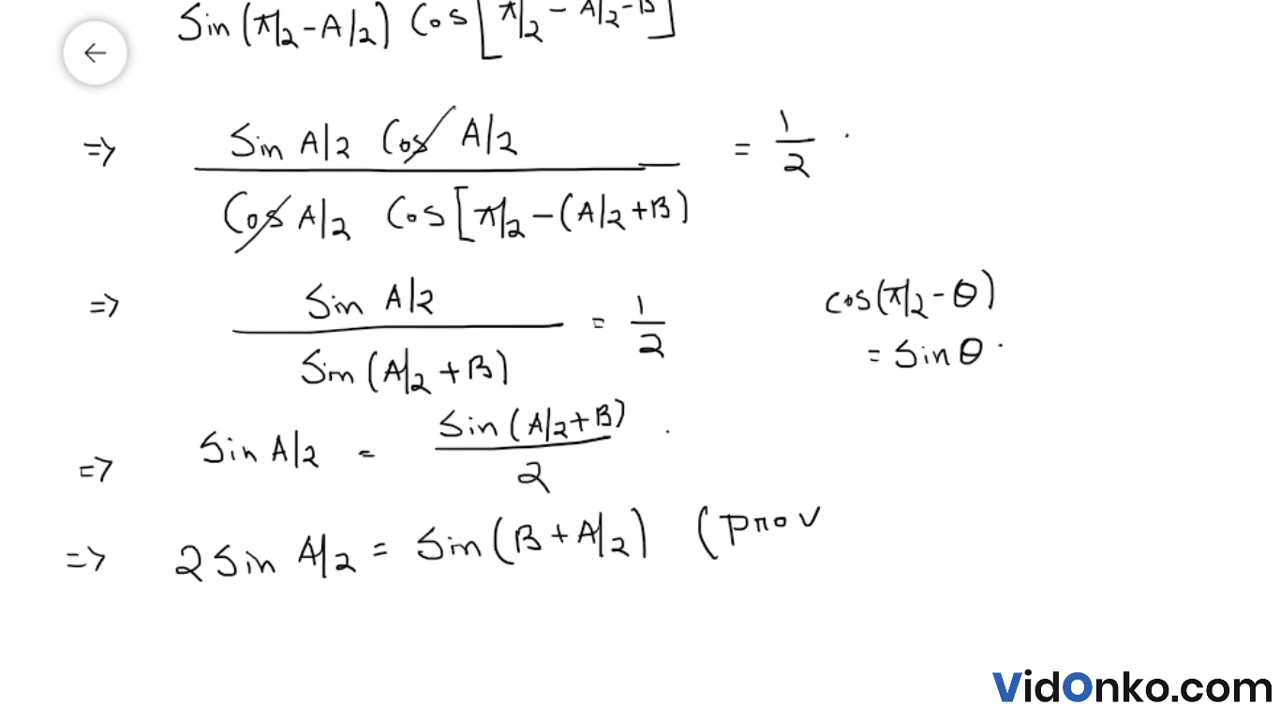 Sin (π/2 - A/2) Cos [π/2 - A/2 - B]
=> Sin A/2 Cos A/2 / Cos A/2 Cos [π/2 - (A/2 + B) = 1/2 .
=> Sin A/2 / Sin (A/2 + B) = 1/2
cos (π/2 - θ)
= Sin θ .
=> Sin A/2 = Sin (A/2 + B) / 2 .
=> 2 Sin A/2 = Sin (B + A/2) (Prov
VidOnko.com